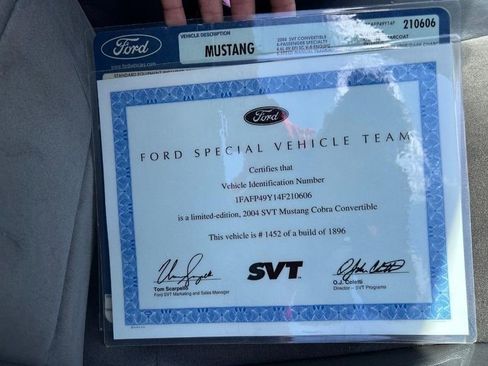 Ford
VEHICLE DESCRIPTION
MUSTANG
2004 SVT CONVERTIBLE
210606
Ford
FORD SPECIAL VEHICLE TEAM
Certifies that
Vehicle Identification Number
1FAFP49Y14F210606
is a limited-edition, 2004 SVT Mustang Cobra Convertible
This vehicle is # 1452 of a build of 1896
SVT
Tom Scarpello
Ford SVT Marketing and Sales Manager
O.J. Coletti
Director – SVT Programs